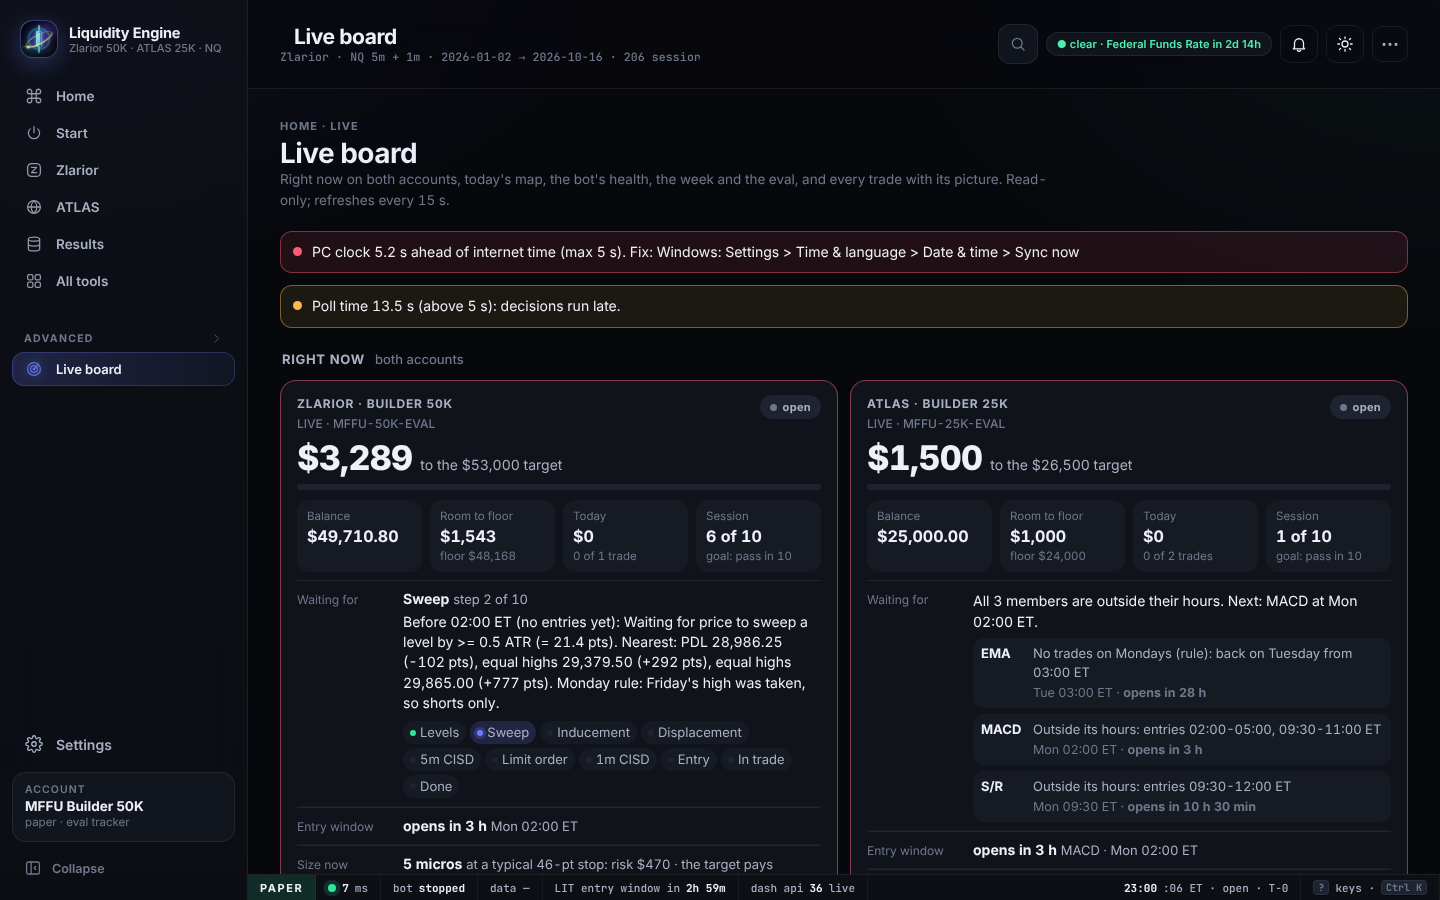 Liquidity Engine
Zlarior 50K · ATLAS 25K · NQ
Home
Start
Zlarior
ATLAS
Results
All tools
ADVANCED
Live board
Settings
ACCOUNT
MFFU Builder 50K
paper · eval tracker
Collapse
Live board
Zlarior · NQ 5m + 1m · 2026-01-02 → 2026-10-16 · 206 session
clear · Federal Funds Rate in 2d 14h
HOME · LIVE
Live board
Right now on both accounts, today's map, the bot's health, the week and the eval, and every trade with its picture. Read-
only; refreshes every 15 s.
PC clock 5.2 s ahead of internet time (max 5 s). Fix: Windows: Settings > Time & language > Date & time > Sync now
Poll time 13.5 s (above 5 s): decisions run late.
RIGHT NOW both accounts
ZLARIOR · BUILDER 50K
open
LIVE · MFFU-50K-EVAL
$3,289 to the $53,000 target
Balance
$49,710.80
Room to floor
$1,543
floor $48,168
Today
$0
0 of 1 trade
Session
6 of 10
goal: pass in 10
Waiting for
Sweep step 2 of 10
Before 02:00 ET (no entries yet): Waiting for price to sweep a
level by >= 0.5 ATR (= 21.4 pts). Nearest: PDL 28,986.25
(-102 pts), equal highs 29,379.50 (+292 pts), equal highs
29,865.00 (+777 pts). Monday rule: Friday's high was taken,
so shorts only.
Levels Sweep Inducement Displacement
5m CISD Limit order 1m CISD Entry In trade
Done
Entry window
opens in 3 h Mon 02:00 ET
Size now
5 micros at a typical 46-pt stop: risk $470 · the target pays
ATLAS · BUILDER 25K
open
LIVE · MFFU-25K-EVAL
$1,500 to the $26,500 target
Balance
$25,000.00
Room to floor
$1,000
floor $24,000
Today
$0
0 of 2 trades
Session
1 of 10
goal: pass in 10
Waiting for
All 3 members are outside their hours. Next: MACD at Mon
02:00 ET.
EMA
No trades on Mondays (rule): back on Tuesday from
03:00 ET
Tue 03:00 ET · opens in 28 h
MACD
Outside its hours: entries 02:00-05:00, 09:30-11:00 ET
Mon 02:00 ET · opens in 3 h
S/R
Outside its hours: entries 09:30-12:00 ET
Mon 09:30 ET · opens in 10 h 30 min
Entry window
opens in 3 h MACD · Mon 02:00 ET
PAPER
7 ms
bot stopped
data —
LIT entry window in 2h 59m
dash api 36 live
23:00 :06 ET · open · T-0
? keys · Ctrl K